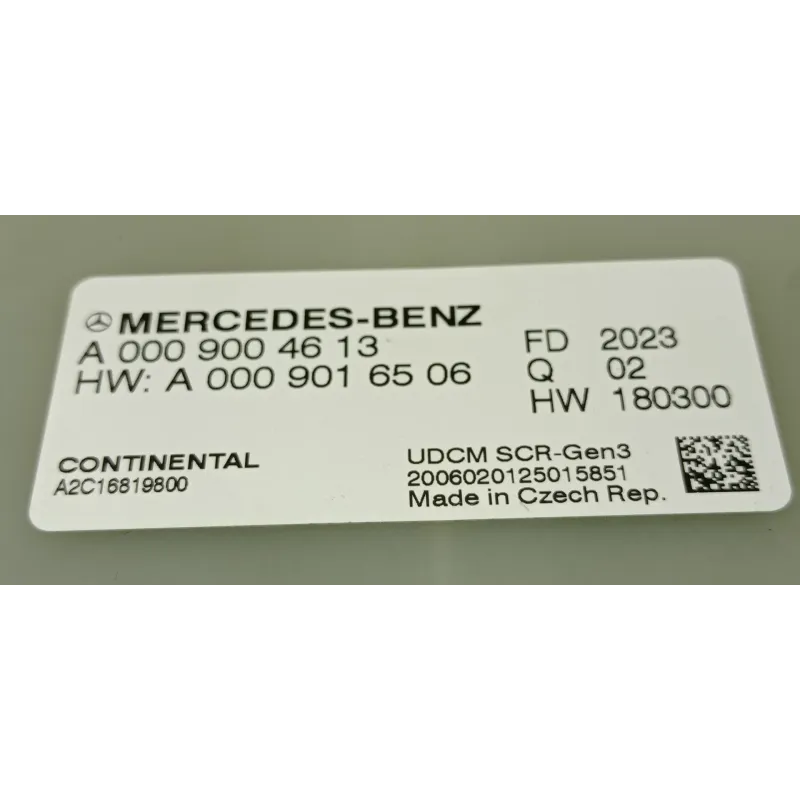 MERCEDES-BENZ
A 000 900 46 13
HW: A 000 901 65 06
FD 2023
Q 02
HW 180300
CONTINENTAL
A2C16819800
UDCM SCR-Gen3
2006020125015851
Made in Czech Rep.